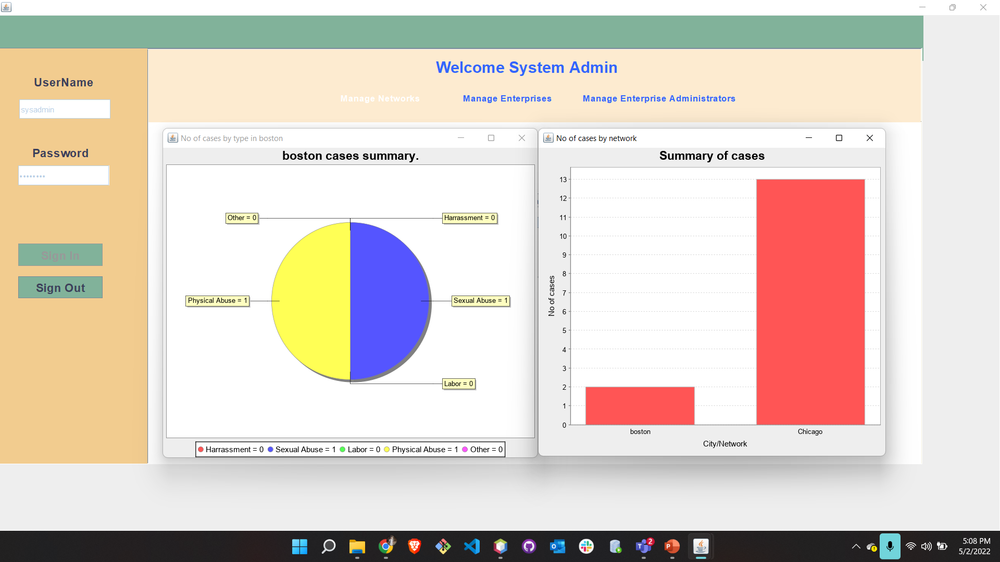 Welcome System Admin
Manage Networks
Manage Enterprises
Manage Enterprise Administrators
UserName
sysadmin
Password
Sign In
Sign Out
No of cases by type in boston
boston cases summary.
Other = 0
Harrassment = 0
Physical Abuse = 1
Sexual Abuse = 1
Labor = 0
Harrassment = 0 Sexual Abuse = 1 Labor = 0 Physical Abuse = 1 Other = 0
No of cases by network
Summary of cases
No of cases
13
12
11
10
9
8
7
6
5
4
3
2
1
0
boston
Chicago
City/Network
2
5:08 PM
5/2/2022